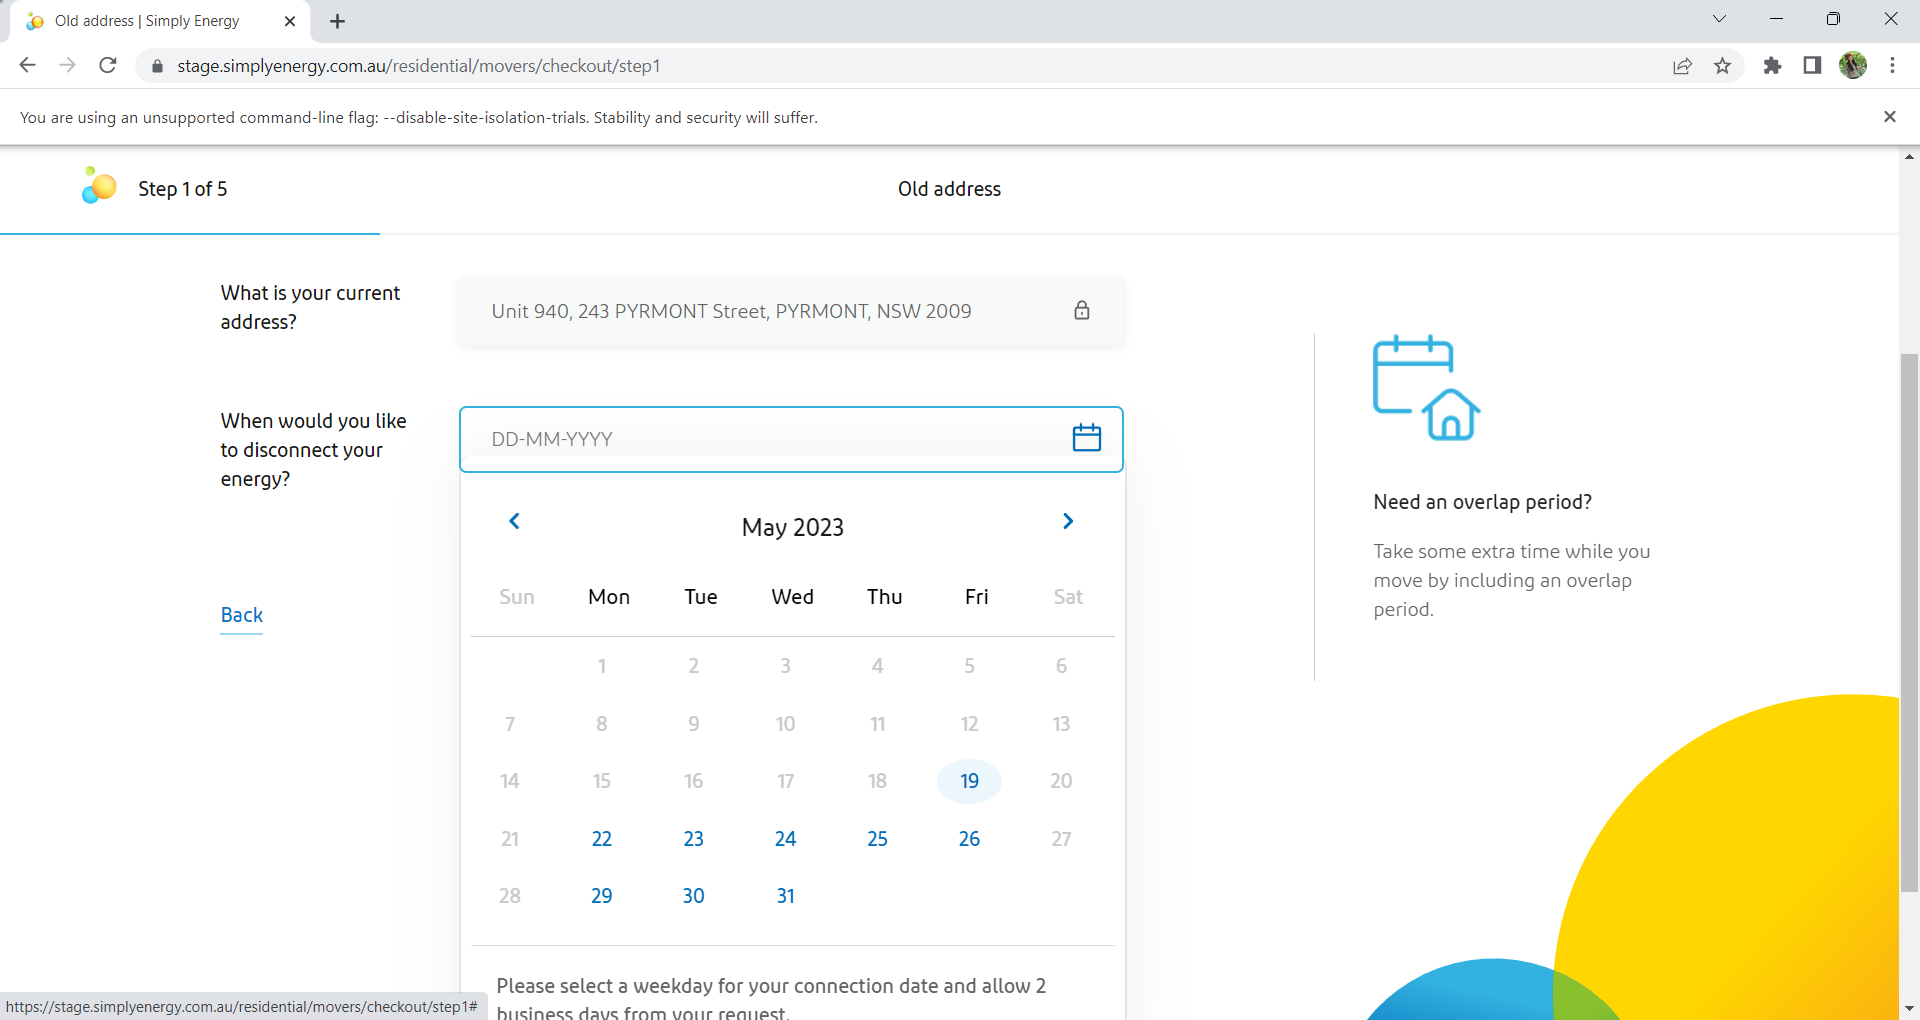 Old address | Simply Energy
stage.simplyenergy.com.au/residential/movers/checkout/step1
You are using an unsupported command-line flag: --disable-site-isolation-trials. Stability and security will suffer.
Step 1 of 5
Old address
What is your current
address?
Unit 940, 243 PYRMONT Street, PYRMONT, NSW 2009
When would you like
to disconnect your
energy?
DD-MM-YYYY
May 2023
Sun Mon Tue Wed Thu Fri Sat
1 2 3 4 5 6
7 8 9 10 11 12 13
14 15 16 17 18 19 20
21 22 23 24 25 26 27
28 29 30 31
Please select a weekday for your connection date and allow 2
business days from your request.
Back
Need an overlap period?
Take some extra time while you
move by including an overlap
period.
https://stage.simplyenergy.com.au/residential/movers/checkout/step1#